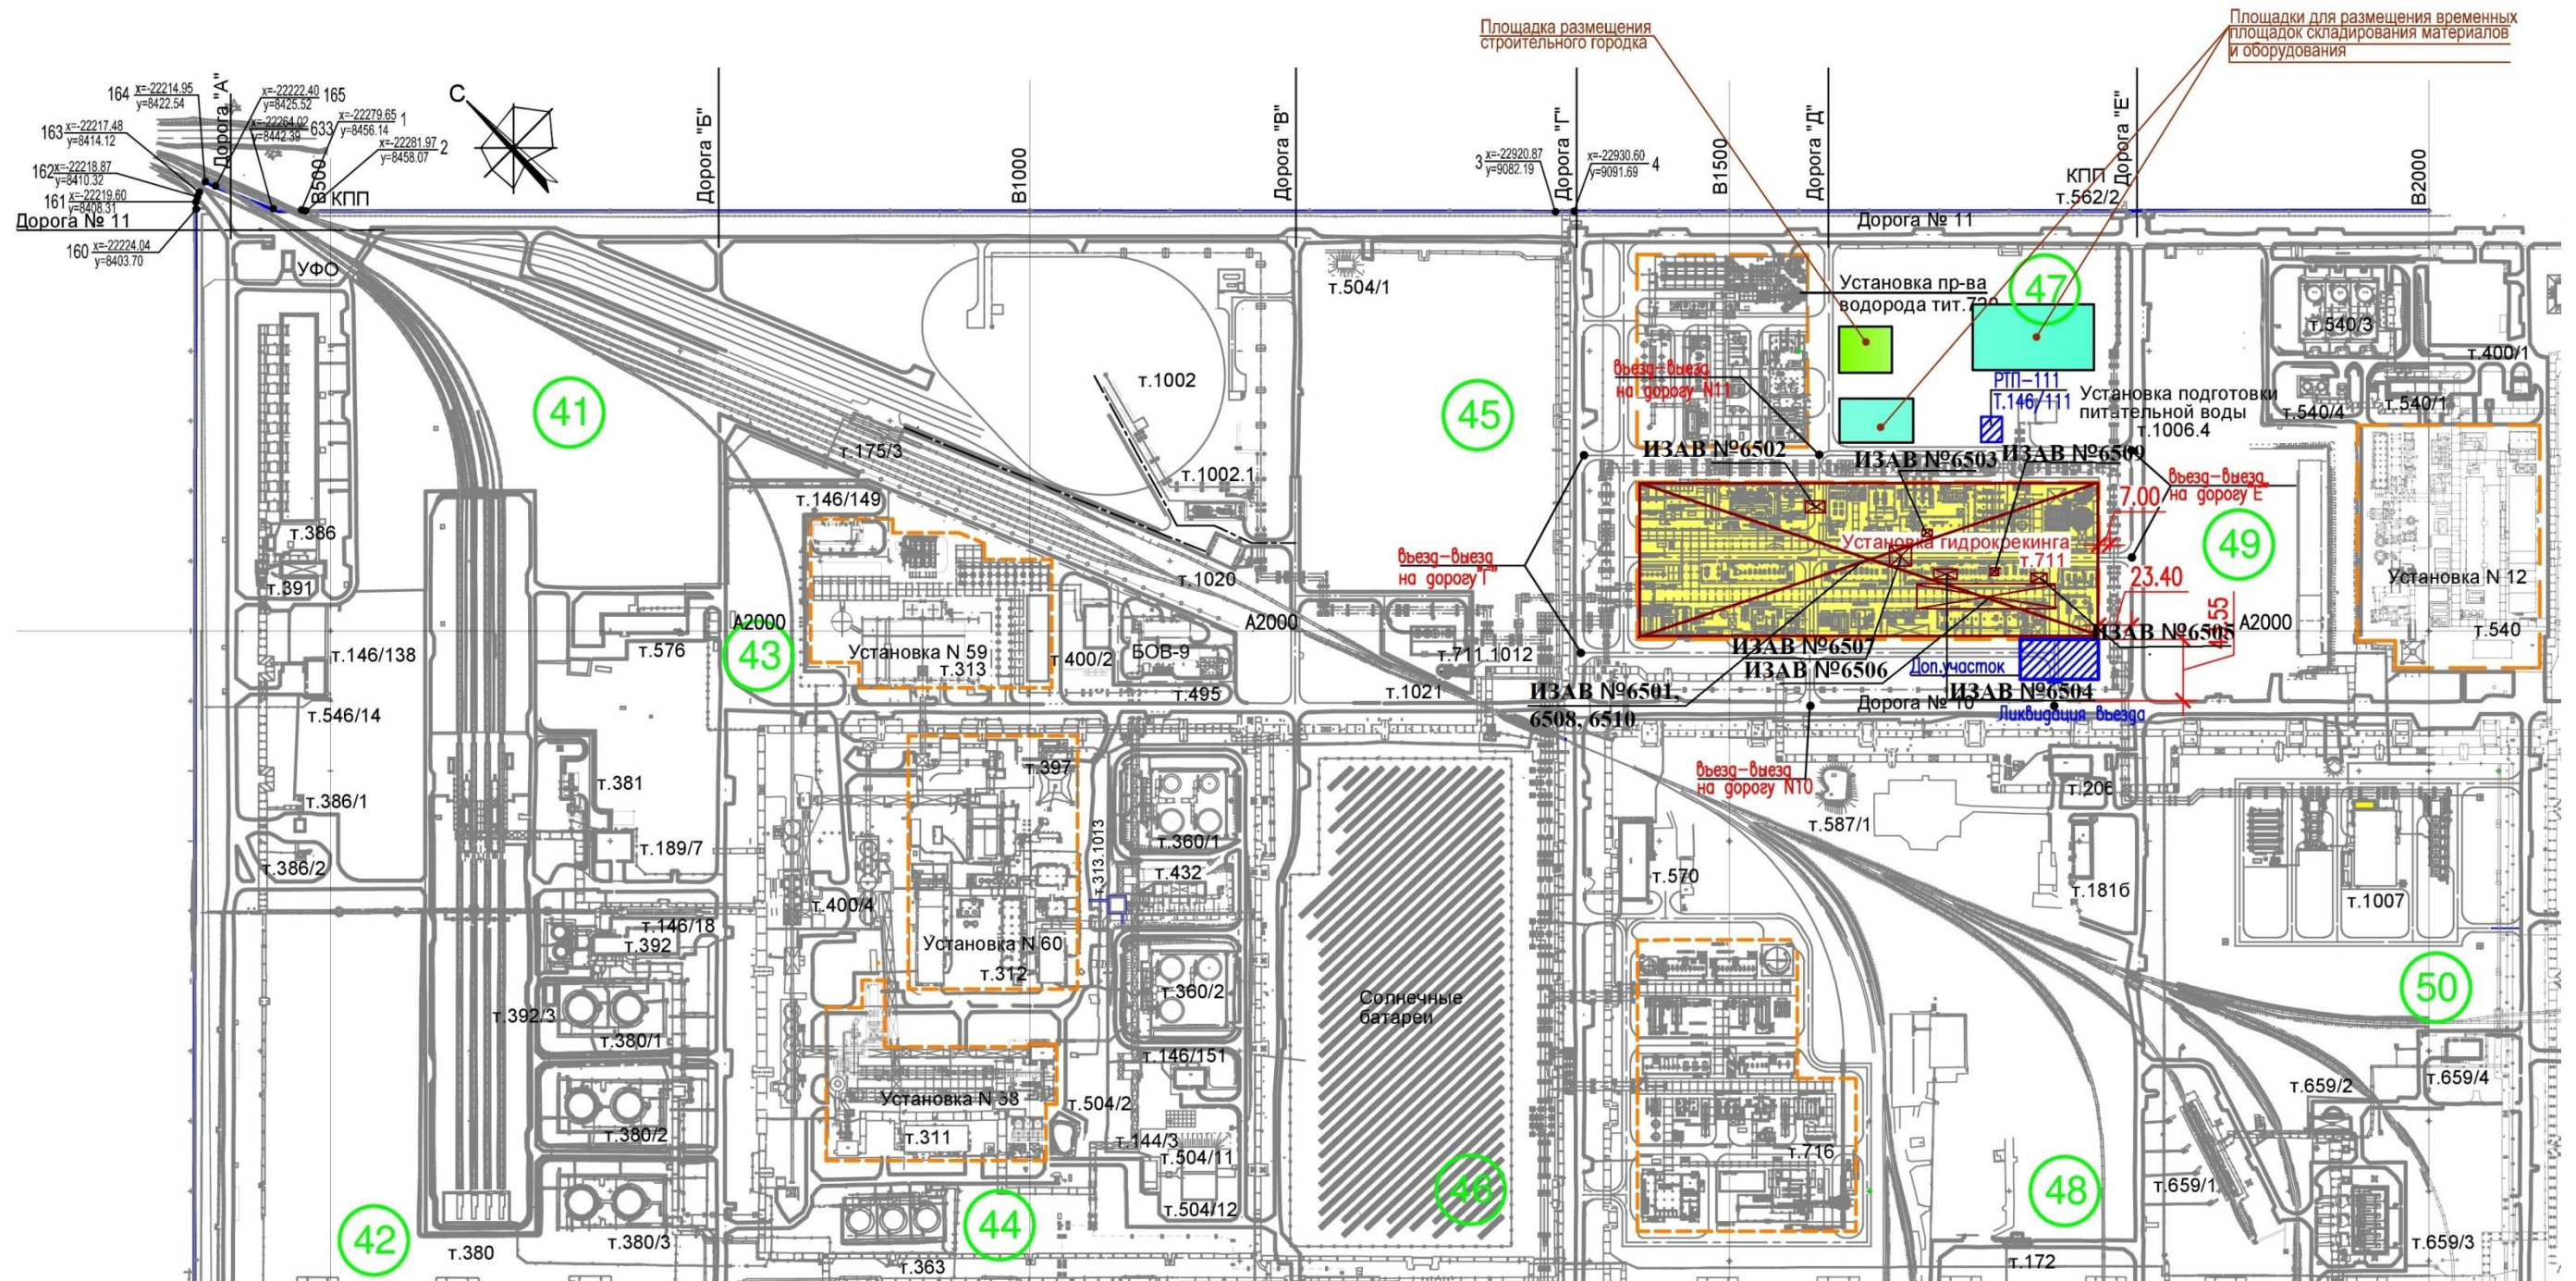 Площадка размещения
строительного городка
Площадки для размещения временных
площадок складирования материалов
и оборудования
164 x=-22214.95
y=8422.54
Дорога "А"
x=-22222.40 165
y=8425.52
x=-22264.02 633
y=8442.39
x=-22279.65 1
y=8456.14
x=-22281.97 2
y=8458.07
163 x=-22217.48
y=8414.12
162 x=-22218.87
y=8410.32
161 x=-22219.60
y=8408.31
160 x=-22224.04
y=8403.70
С
Дорога "Б"
Дорога "В"
Дорога "Г"
Дорога "Д"
Дорога "Е"
В500
В1000
В1500
В2000
3 x=-22920.87
y=9082.19
x=-22930.60 4
y=9091.69
КПП
КПП
т.562/2
Дорога № 11
Дорога № 11
УФО
т.504/1
Установка пр-ва
водорода тит.720
47
т.540/3
т.400/1
т.540/4
т.540/1
т.1002
41
45
въезд-выезд
на дорогу N11
РТП-111
Т.146/111
Установка подготовки
питательной воды
т.1006.4
т.175/3
т.1002.1
т.146/149
ИЗАВ №6502
ИЗАВ №6503
ИЗАВ №6509
въезд-выезд
на дорогу"Е"
7.00
49
т.386
т.391
т.1020
въезд-выезд
на дорогу"Г"
Установка гидрокрекинга
т.711
23.40
Установка N 12
т.540
А2000
А2000
А2000
43
т.576
т.146/138
Установка N 59
т.313
т.400/2
БОВ-9
т.495
т.711.1012
т.1021
ИЗАВ №6507
ИЗАВ №6506
ИЗАВ №6505
Доп.участок
ИЗАВ №6501,
6508, 6510
ИЗАВ №6504
Дорога № 10
Ликвидация въезда
т.546/14
т.397
т.381
т.386/1
т.386/2
т.189/7
въезд-выезд
на дорогу N10
т.587/1
т.206
т.360/1
т.432
т.313.1013
т.400/4
т.570
т.181б
т.1007
т.146/18
т.392
Установка N 60
т.312
т.360/2
т.392/3
т.380/1
Солнечные
батареи
50
т.146/151
Установка N 38
т.311
т.504/2
т.144/3
т.504/11
т.504/12
т.380/2
т.659/2
т.659/4
т.716
т.659/1
46
48
42
44
т.380
т.380/3
т.363
т.172
т.659/3